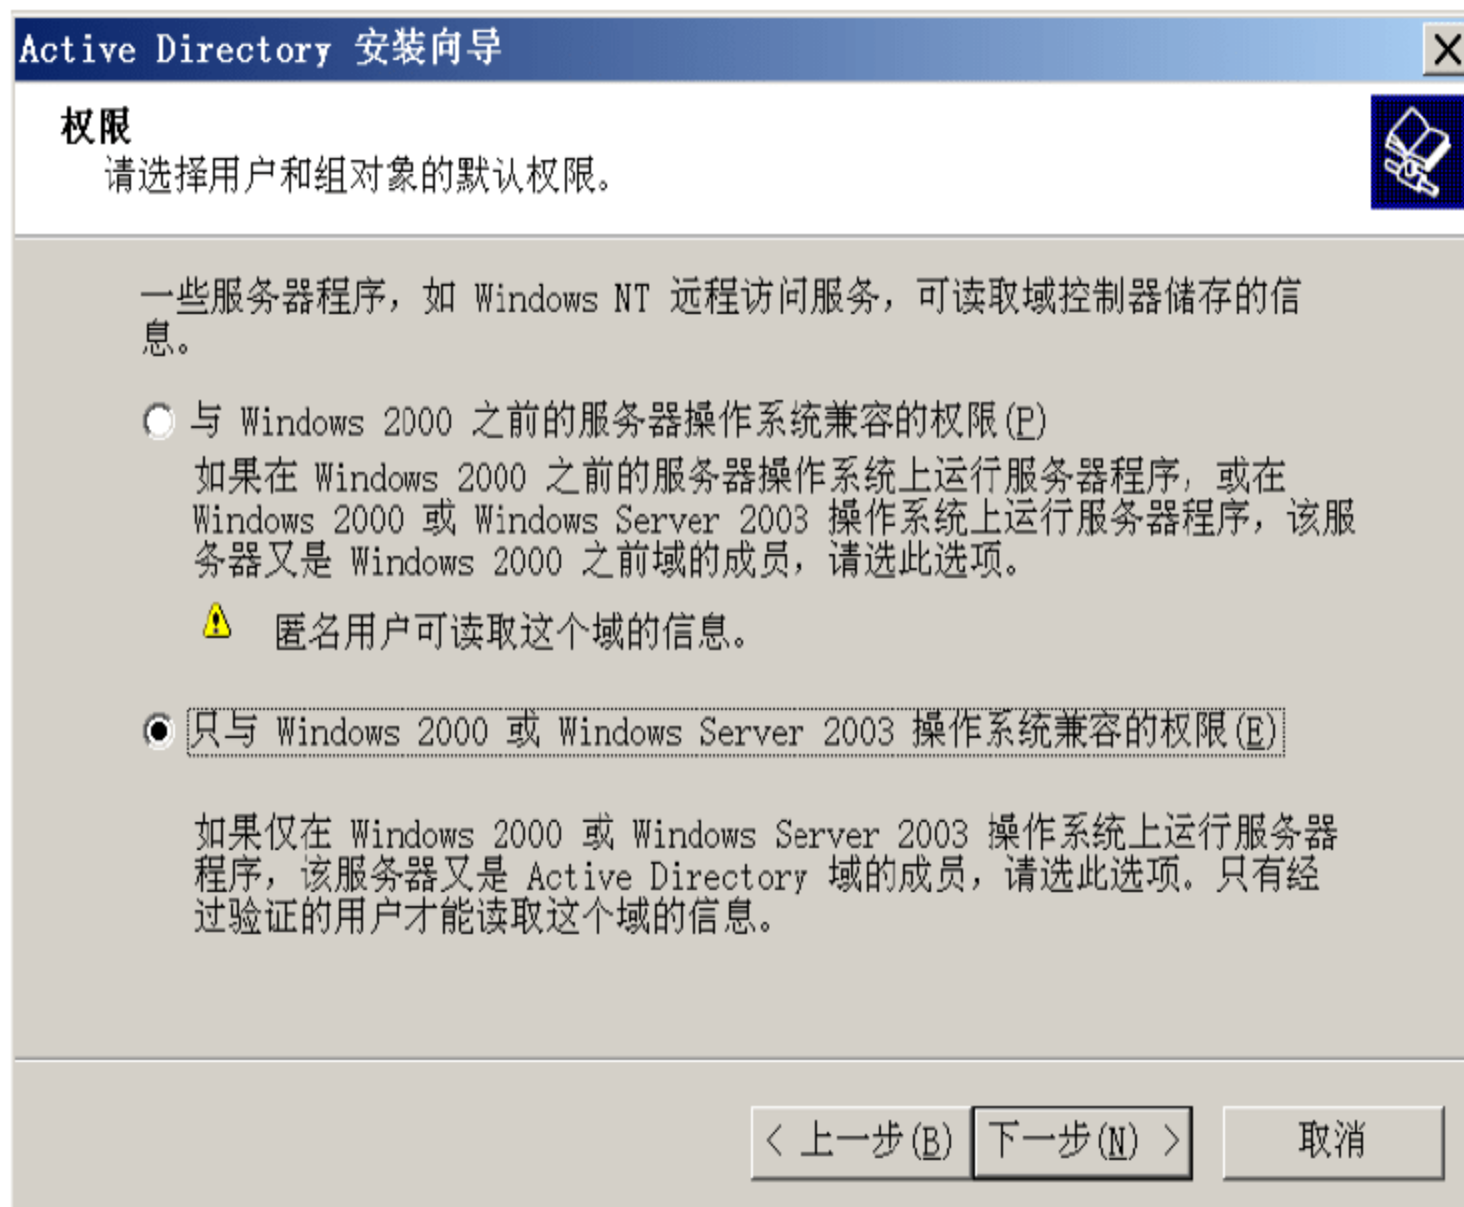 Active Directory 安装向导
权限
请选择用户和组对象的默认权限。
一些服务器程序，如 Windows NT 远程访问服务，可读取域控制器储存的信
息。
与 Windows 2000 之前的服务器操作系统兼容的权限(P)
如果在 Windows 2000 之前的服务器操作系统上运行服务器程序，或在
Windows 2000 或 Windows Server 2003 操作系统上运行服务器程序，该服
务器又是 Windows 2000 之前域的成员，请选此选项。
匿名用户可读取这个域的信息。
只与 Windows 2000 或 Windows Server 2003 操作系统兼容的权限(E)
如果仅在 Windows 2000 或 Windows Server 2003 操作系统上运行服务器
程序，该服务器又是 Active Directory 域的成员，请选此选项。只有经
过验证的用户才能读取这个域的信息。
< 上一步(B) 下一步(N) > 取消